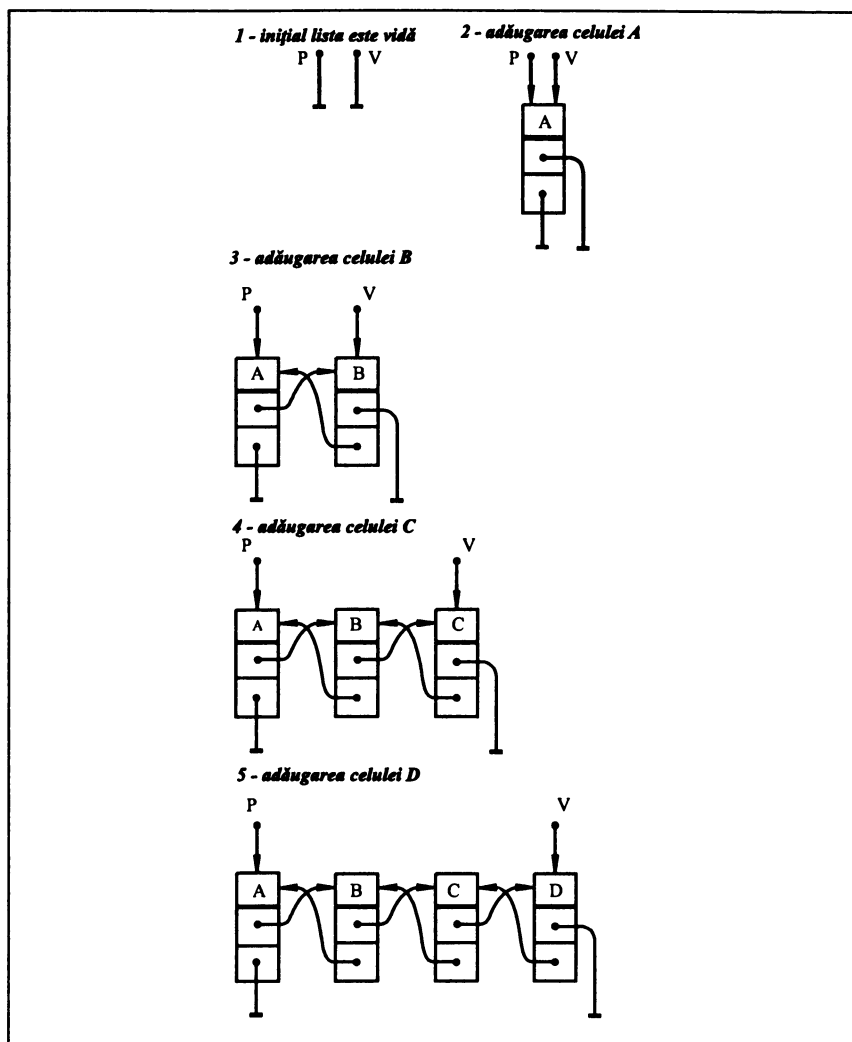 1 - inițial lista este vidă
P V
A
2 - adăugarea celulei A
P V
A
3 - adăugarea celulei B
P V
A B
4 - adăugarea celulei C
P V
A B C
5 - adăugarea celulei D
P V
A B C D